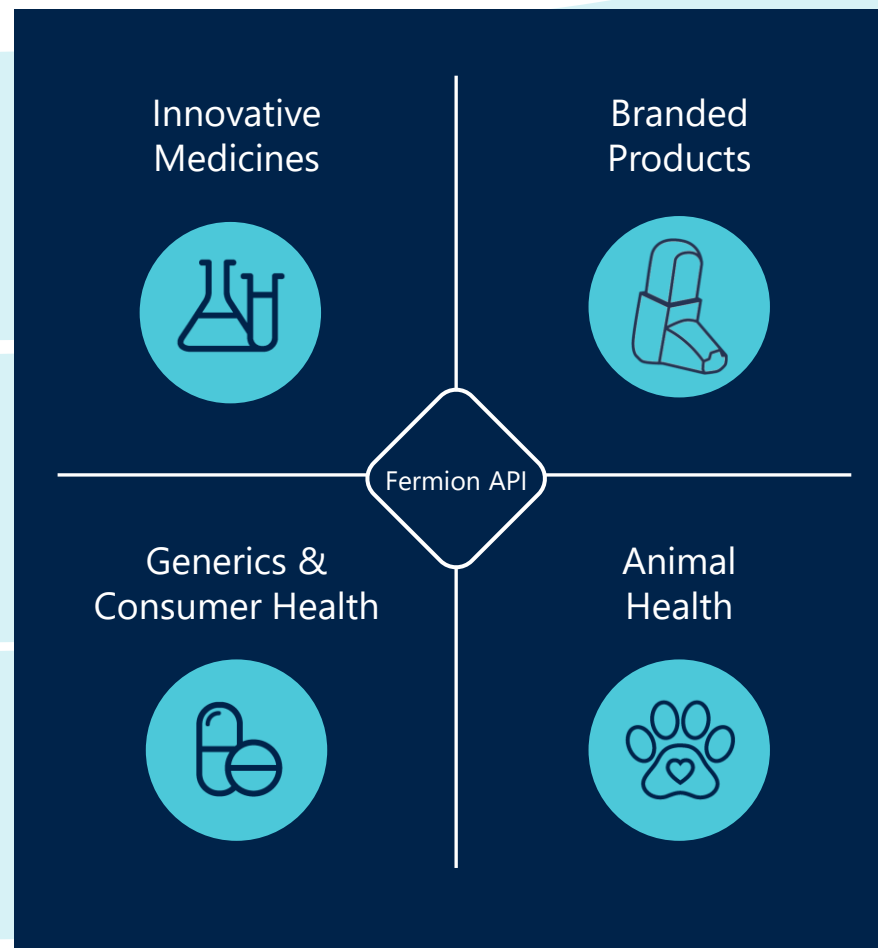 Innovative
Medicines
Branded
Products
Fermion API
Generics &
Consumer Health
Animal
Health